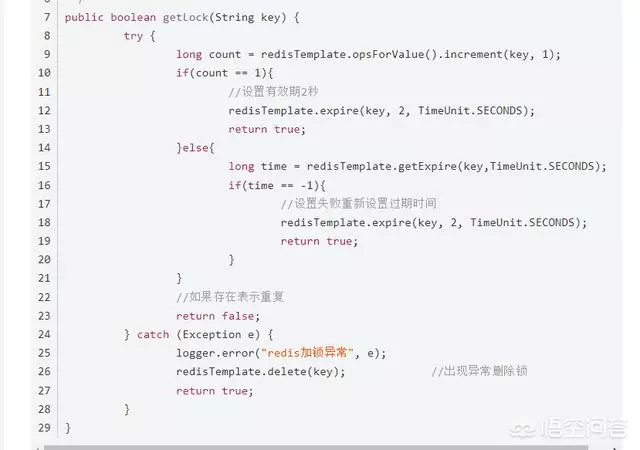 7 public boolean getLock(String key) {
8 try {
9 long count = redisTemplate.opsForValue().increment(key, 1);
10 if(count == 1){
11 //设置有效期2秒
12 redisTemplate.expire(key, 2, TimeUnit.SECONDS);
13 return true;
14 }else{
15 long time = redisTemplate.getExpire(key,TimeUnit.SECONDS);
16 if(time == -1){
17 //设置失败重新设置过期时间
18 redisTemplate.expire(key, 2, TimeUnit.SECONDS);
19 return true;
20 }
21 }
22 //如果存在表示重复
23 return false;
24 } catch (Exception e) {
25 logger.error("redis加锁异常", e);
26 redisTemplate.delete(key); //出现异常删除锁
27 return true;
28 }
29 }
悟空问答